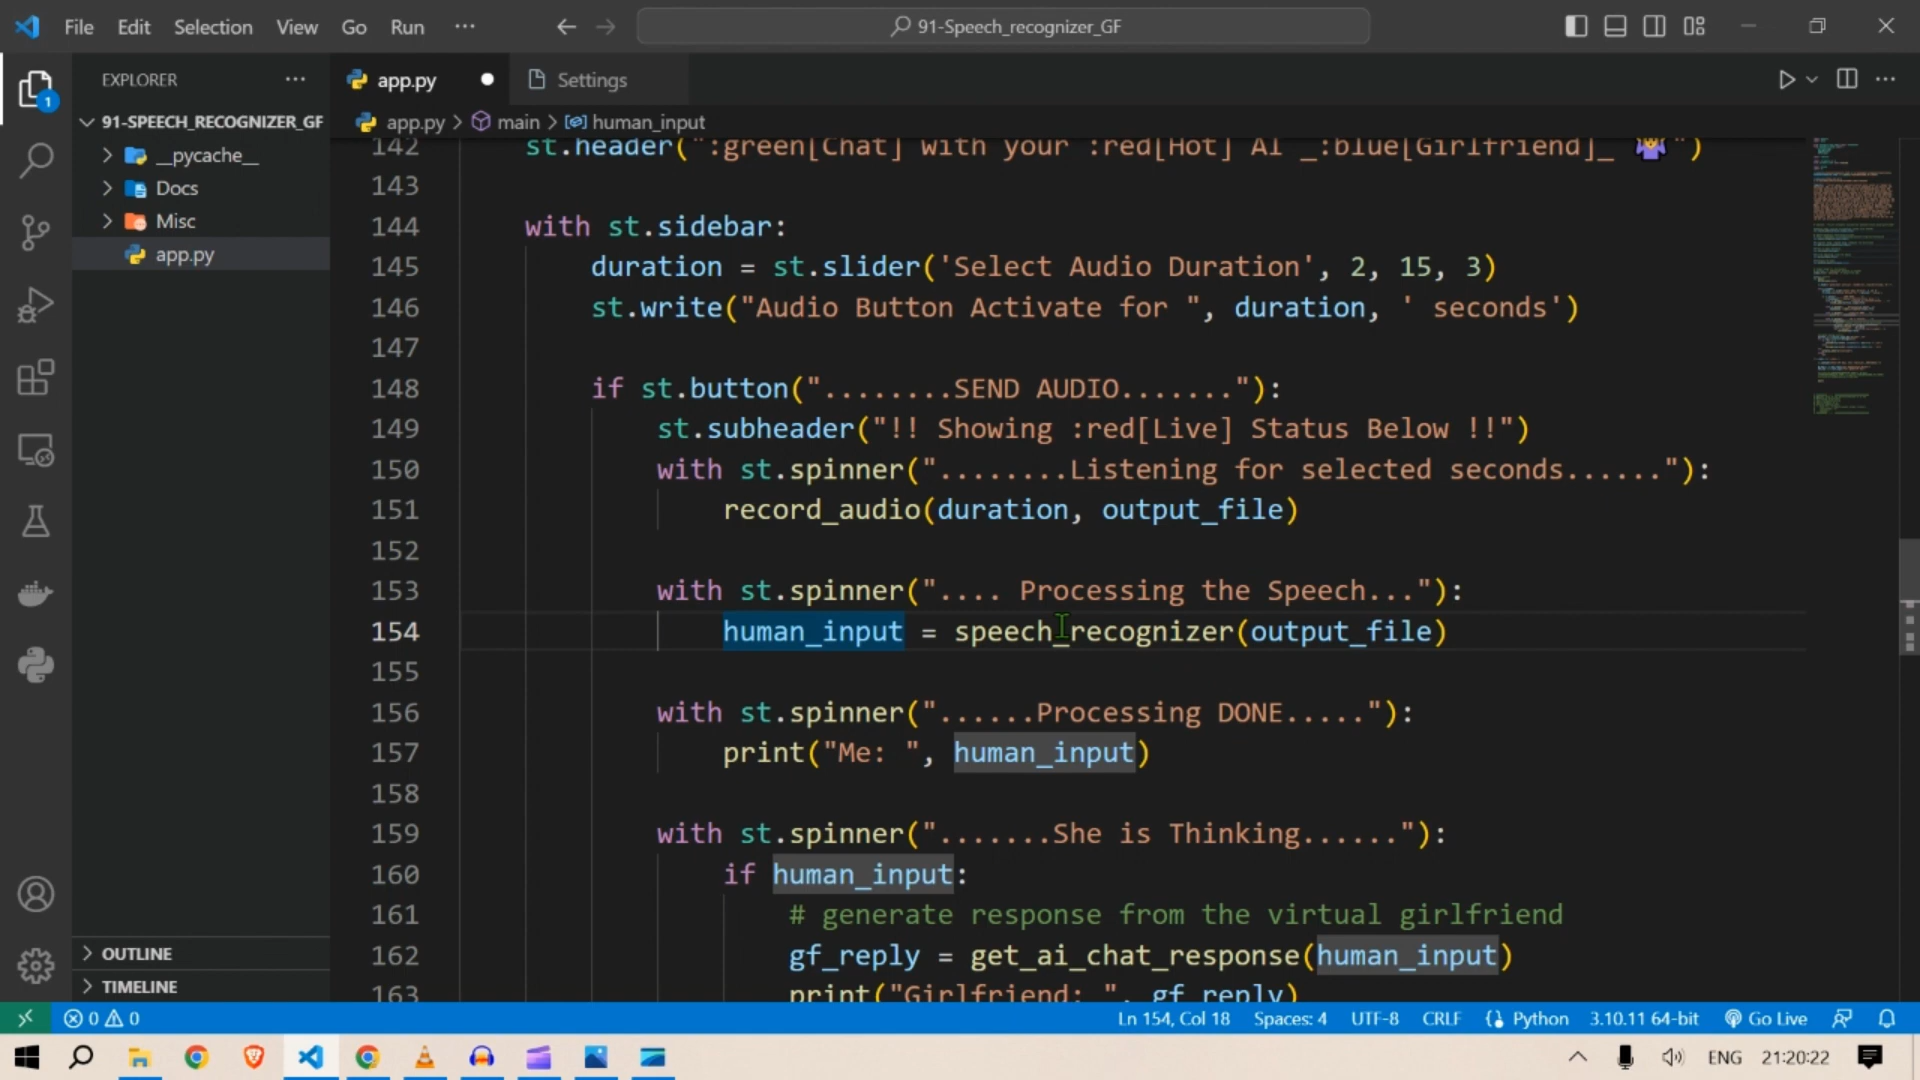 File Edit Selection View Go Run ··· 91-Speech_recognizer_GF
1
EXPLORER ···
91-SPEECH_RECOGNIZER_GF
__pycache__
Docs
Misc
app.py
OUTLINE
TIMELINE
app.py Settings
app.py > main > human_input
142 st.header(":green[Chat] with your :red[Hot] AI _:blue[Girlfriend]_ 🤷‍♀️")
143
144 with st.sidebar:
145 duration = st.slider('Select Audio Duration', 2, 15, 3)
146 st.write("Audio Button Activate for ", duration, ' seconds')
147
148 if st.button("........SEND AUDIO......."):
149 st.subheader("!! Showing :red[Live] Status Below !!")
150 with st.spinner("........Listening for selected seconds......"):
151 record_audio(duration, output_file)
152
153 with st.spinner(".... Processing the Speech..."):
154 human_input = speech_recognizer(output_file)
155
156 with st.spinner("......Processing DONE....."):
157 print("Me: ", human_input)
158
159 with st.spinner(".......She is Thinking......"):
160 if human_input:
161 # generate response from the virtual girlfriend
162 gf_reply = get_ai_chat_response(human_input)
163 print("Girlfriend: ", gf_reply)
0 0 Ln 154, Col 18 Spaces: 4 UTF-8 CRLF Python 3.10.11 64-bit Go Live
ENG 21:20:22